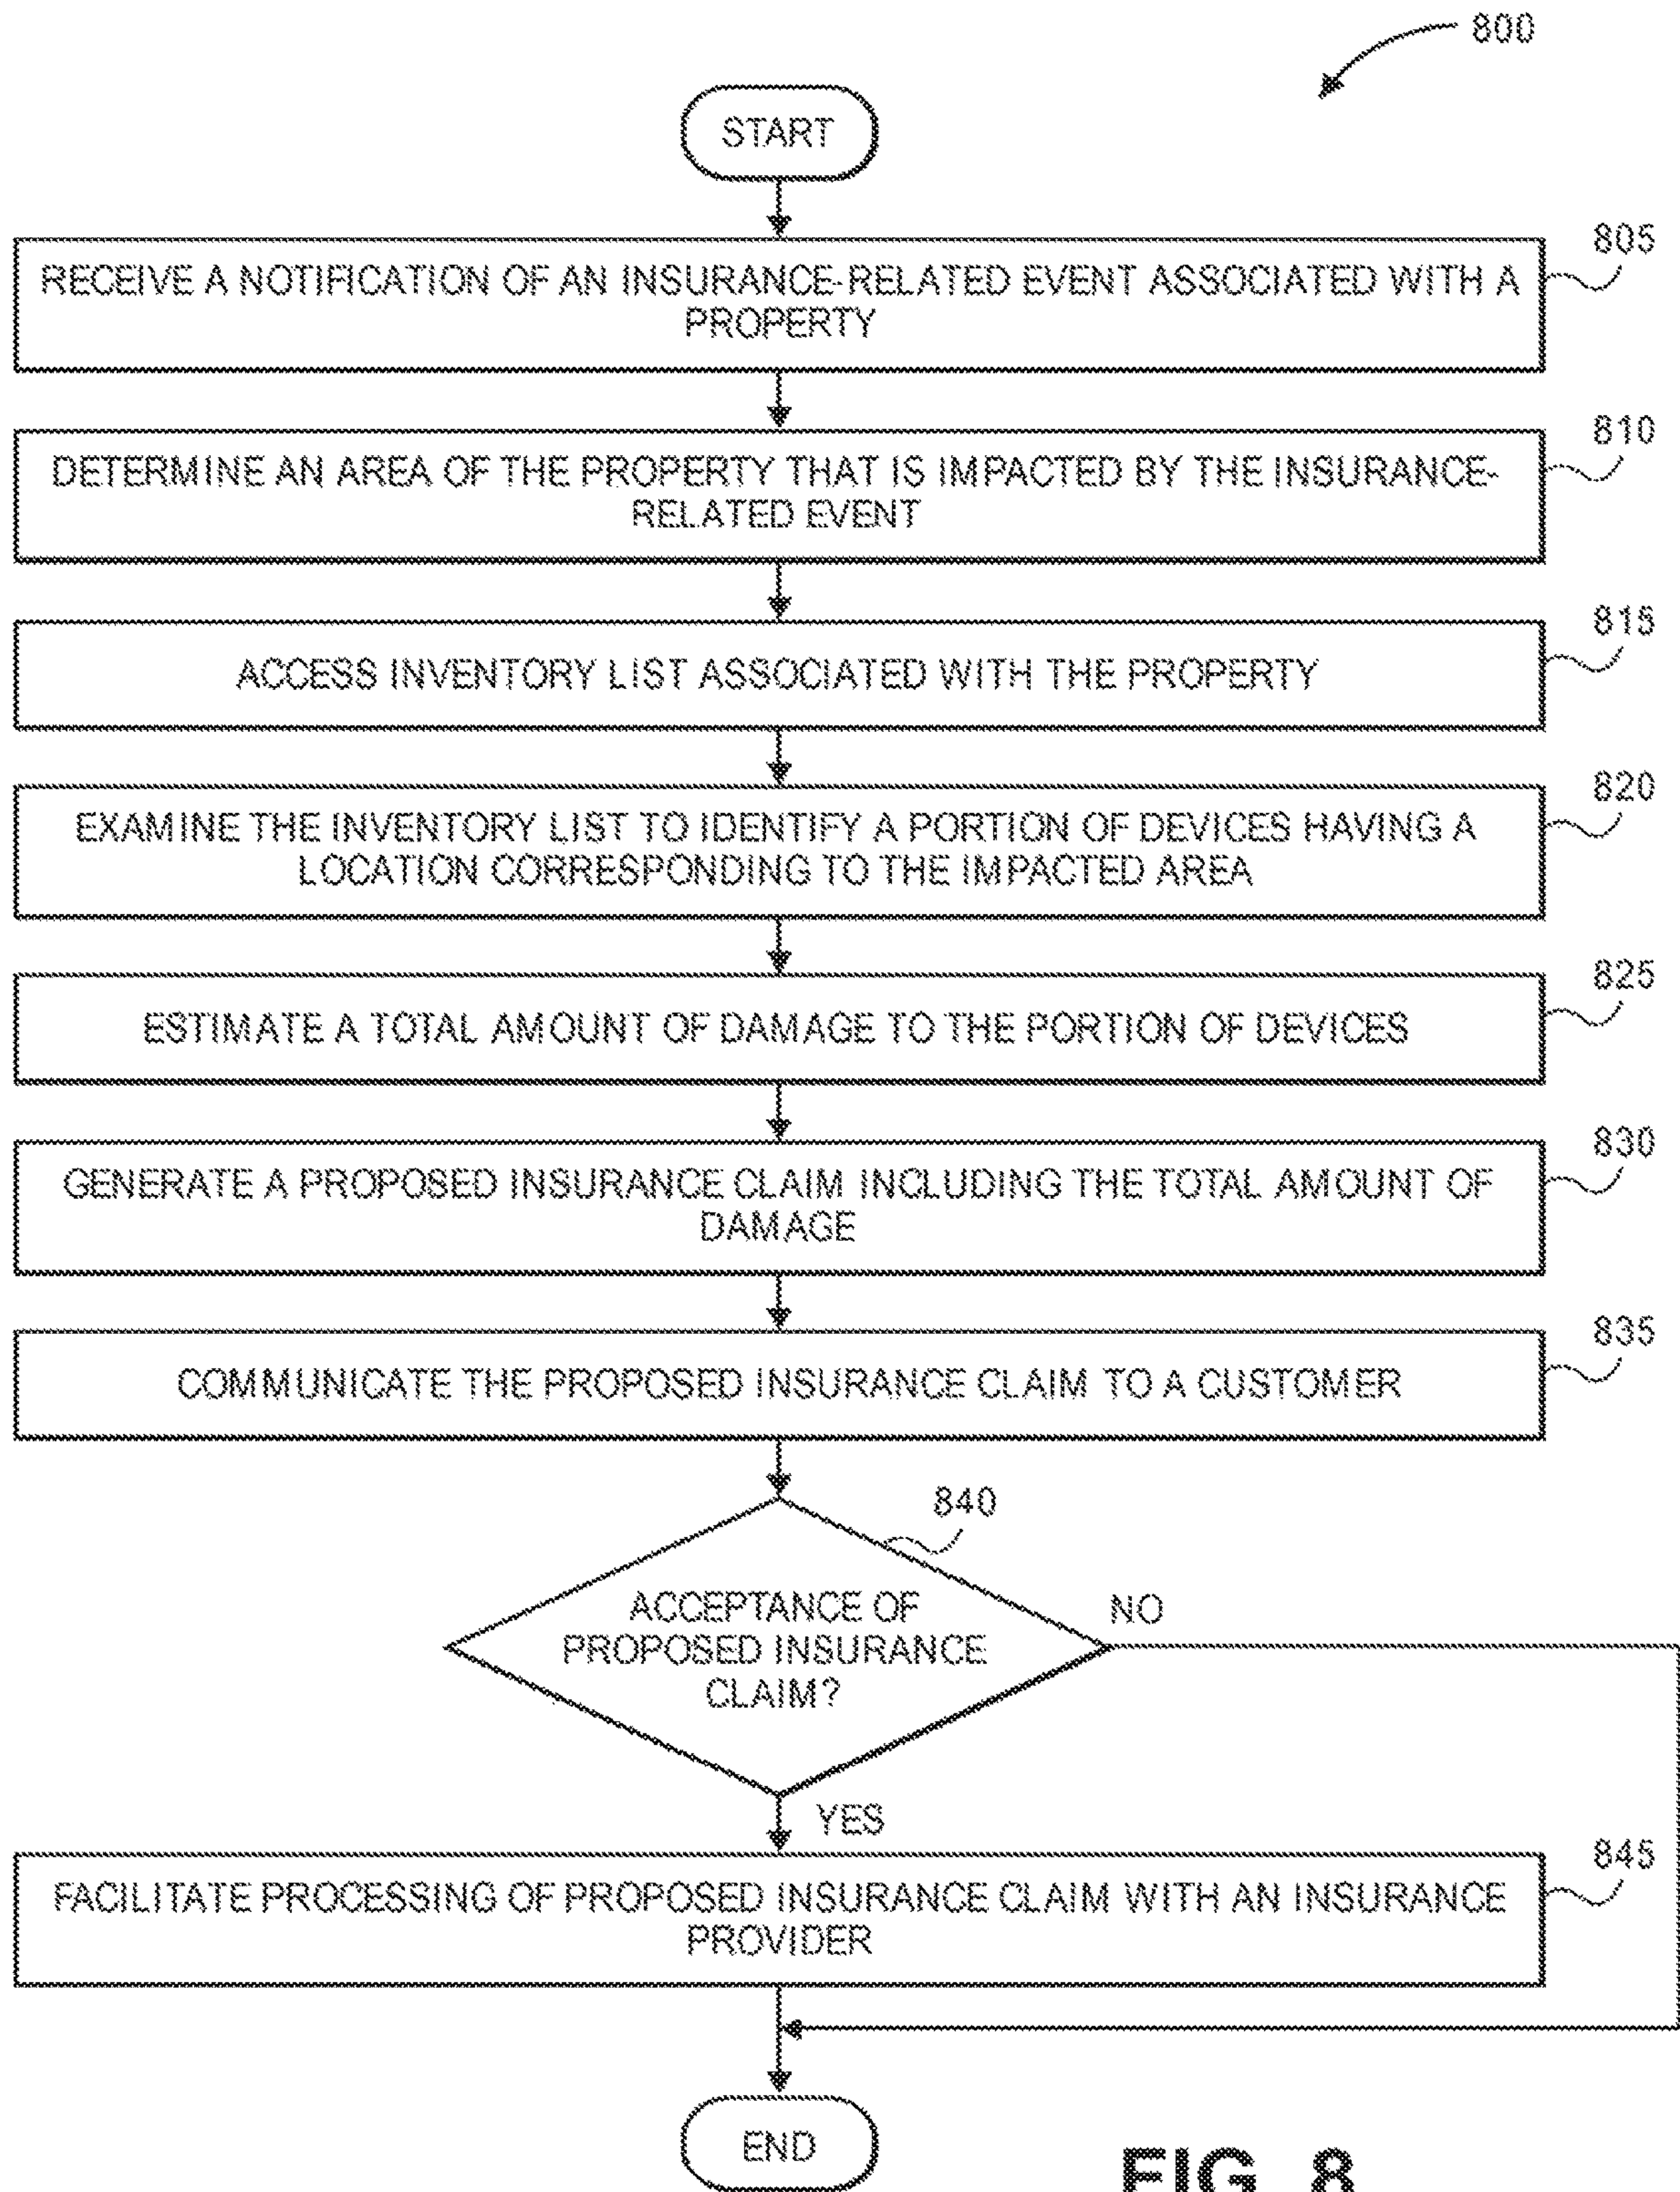 800
START
805
RECEIVE A NOTIFICATION OF AN INSURANCE-RELATED EVENT ASSOCIATED WITH A
PROPERTY
810
DETERMINE AN AREA OF THE PROPERTY THAT IS IMPACTED BY THE INSURANCE-
RELATED EVENT
815
ACCESS INVENTORY LIST ASSOCIATED WITH THE PROPERTY
820
EXAMINE THE INVENTORY LIST TO IDENTIFY A PORTION OF DEVICES HAVING A
LOCATION CORRESPONDING TO THE IMPACTED AREA
825
ESTIMATE A TOTAL AMOUNT OF DAMAGE TO THE PORTION OF DEVICES
830
GENERATE A PROPOSED INSURANCE CLAIM INCLUDING THE TOTAL AMOUNT OF
DAMAGE
835
COMMUNICATE THE PROPOSED INSURANCE CLAIM TO A CUSTOMER
840
ACCEPTANCE OF
PROPOSED INSURANCE
CLAIM?
NO
YES
845
FACILITATE PROCESSING OF PROPOSED INSURANCE CLAIM WITH AN INSURANCE
PROVIDER
END
FIG. 8